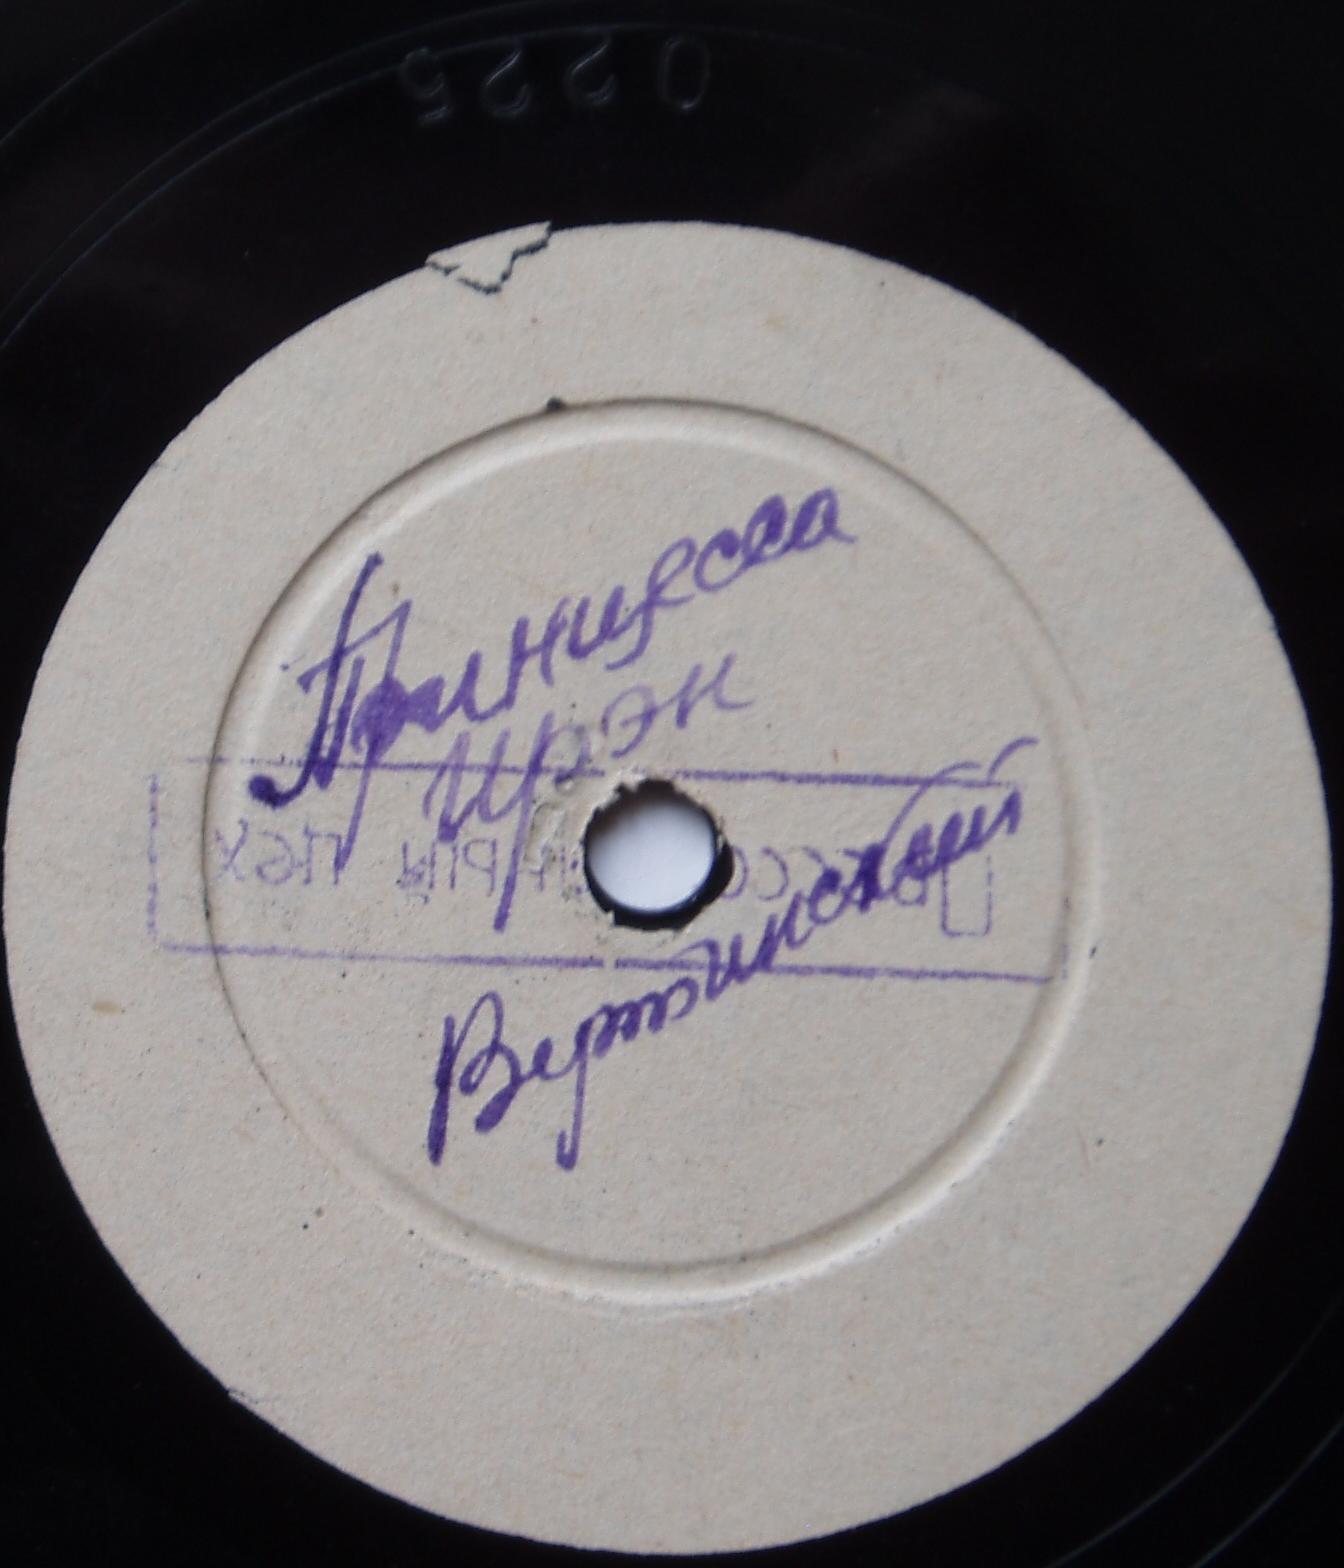 0225
Принцесса
Ирэн
Вертинский